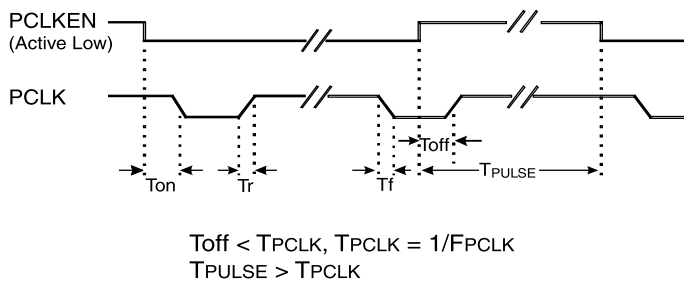 PCLKEN
(Active Low)
PCLK
Toff
Ton
Tr
Tf
TPULSE
Toff < TPCLK, TPCLK = 1/FPCLK
TPULSE > TPCLK